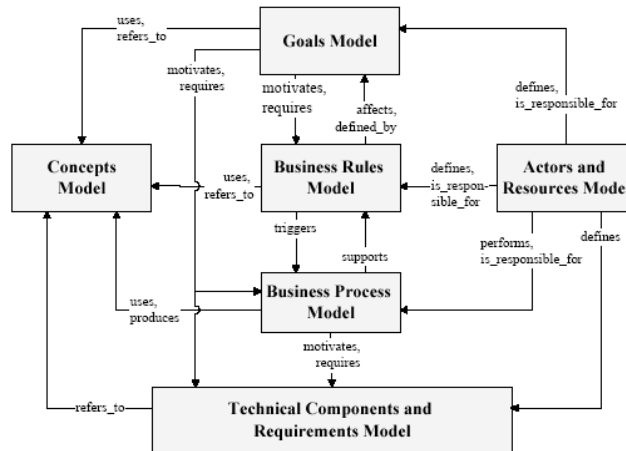 uses,
refers_to
Goals Model
motivates,
requires
motivates,
requires
affects,
defined_by
defines,
is_responsible_for
Concepts
Model
uses,
refers_to
Business Rules
Model
defines,
is_respon-
sible_for
Actors and
Resources Mode
triggers
supports
performs,
is_responsible_for
defines
uses,
produces
Business Process
Model
motivates,
requires
refers_to
Technical Components and
Requirements Model